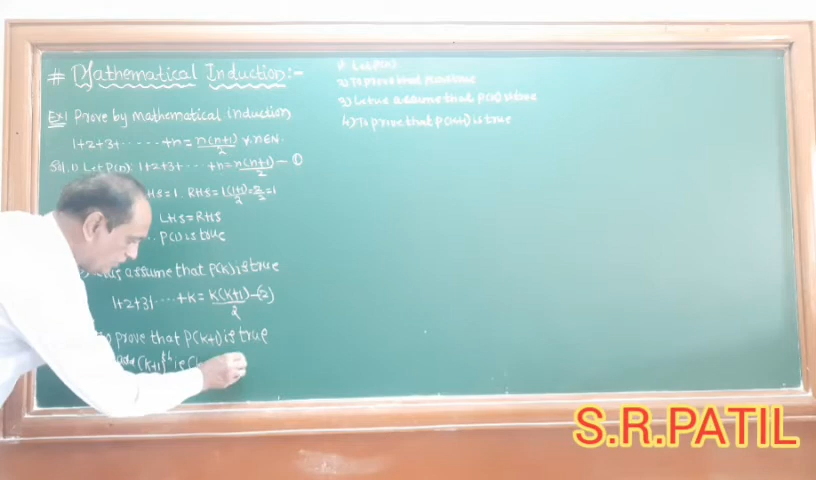 # Mathematical Induction:-
Ex1 Prove by mathematical induction
1+2+3+ ······ +n = n(n+1)/2 ∀ n∈N.
Sol. 1) Let P(n): 1+2+3+ ···· +n = n(n+1)/2 — ①
HS = 1. RHS = 1(1+1)/2 = 2/2 = 1
LHS = RHS
∴ P(1) is true
assume that P(k) is true
1+2+3+ ····· +k = k(k+1)/2 —(2)
To prove that P(k+1) is true
add (k+1)th ie (k
1) Let P(n)
2) To prove that P(1) is true
3) Let us assume that P(k) is true
4) To prove that P(k+1) is true
S.R.PATIL